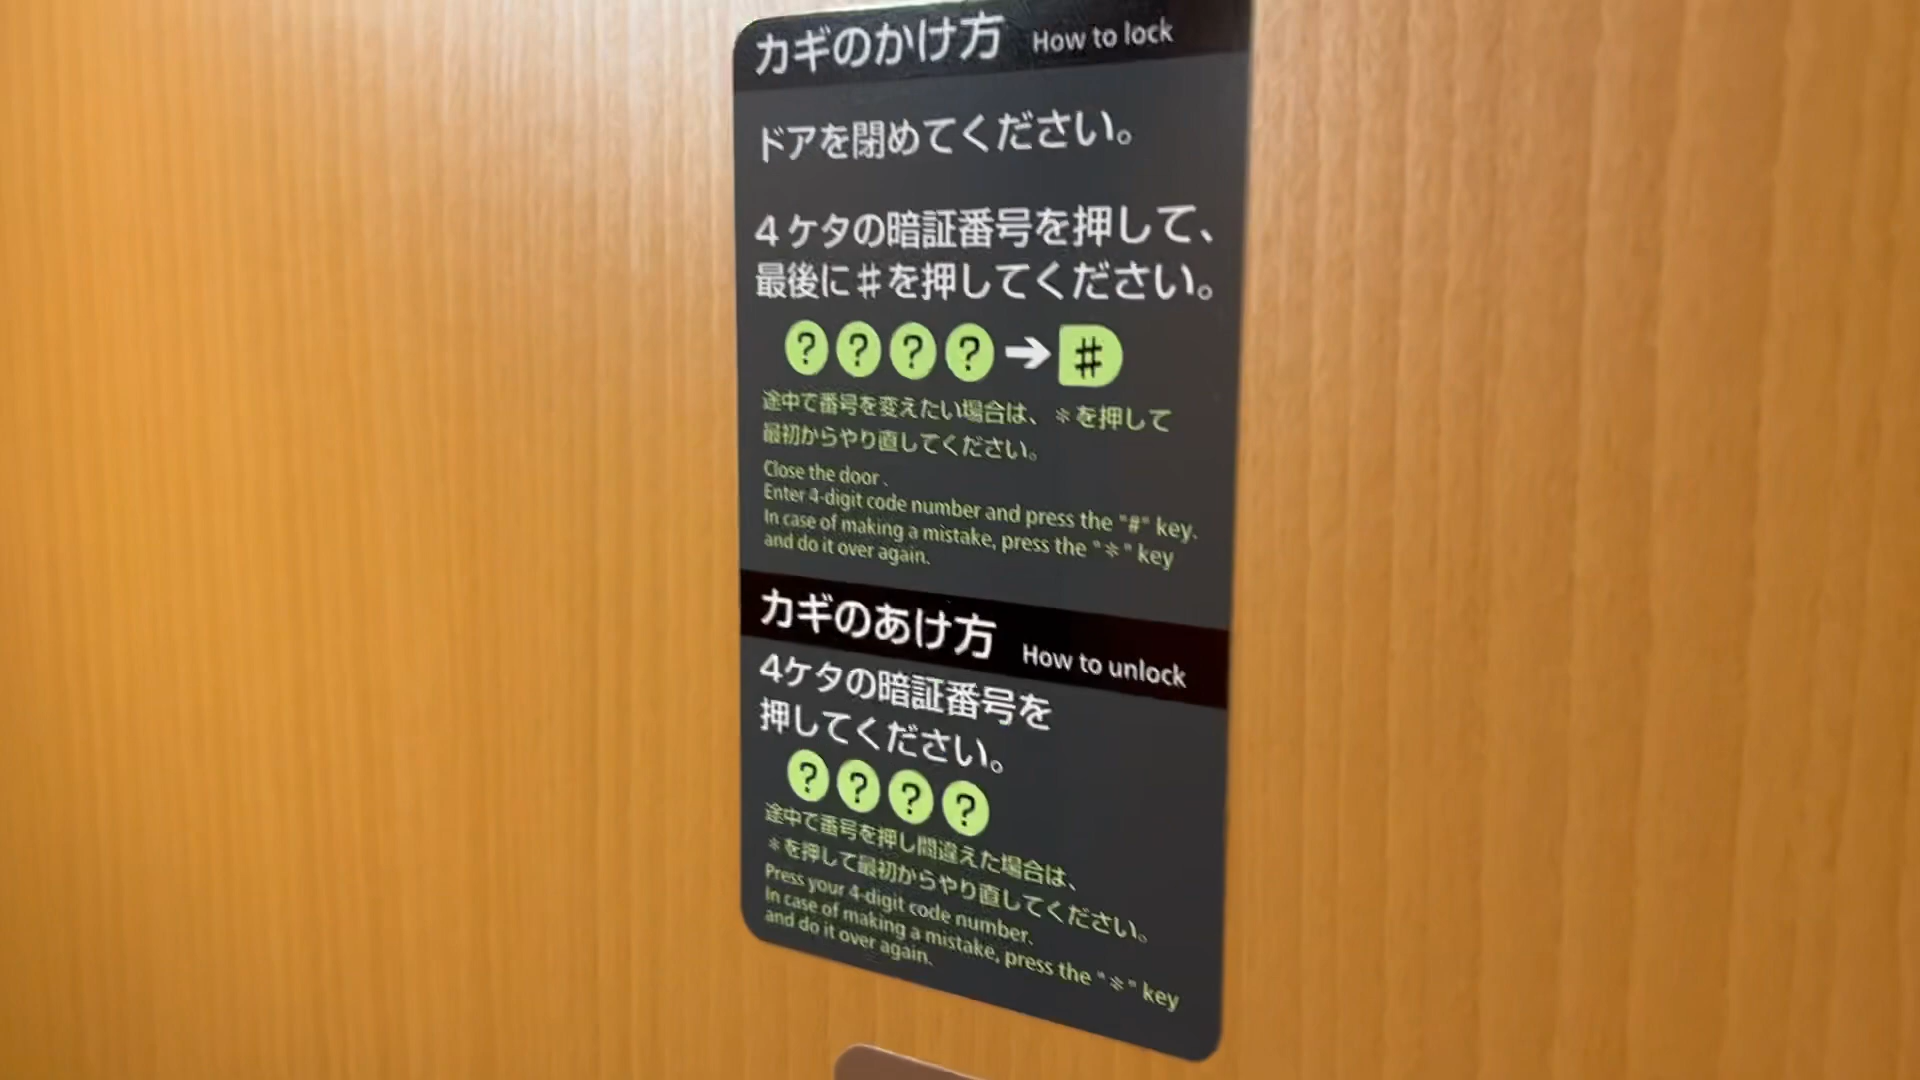 カギのかけ方 How to lock
ドアを閉めてください。
4ケタの暗証番号を押して、
最後に♯を押してください。
? ? ? ? ➔ ♯
途中で番号を変えたい場合は、＊を押して
最初からやり直してください。
Close the door .
Enter 4-digit code number and press the "#" key.
In case of making a mistake, press the "＊" key
and do it over again.
カギのあけ方 How to unlock
4ケタの暗証番号を
押してください。
? ? ? ?
途中で番号を押し間違えた場合は、
＊を押して最初からやり直してください。
Press your 4-digit code number.
In case of making a mistake, press the "＊" key
and do it over again.